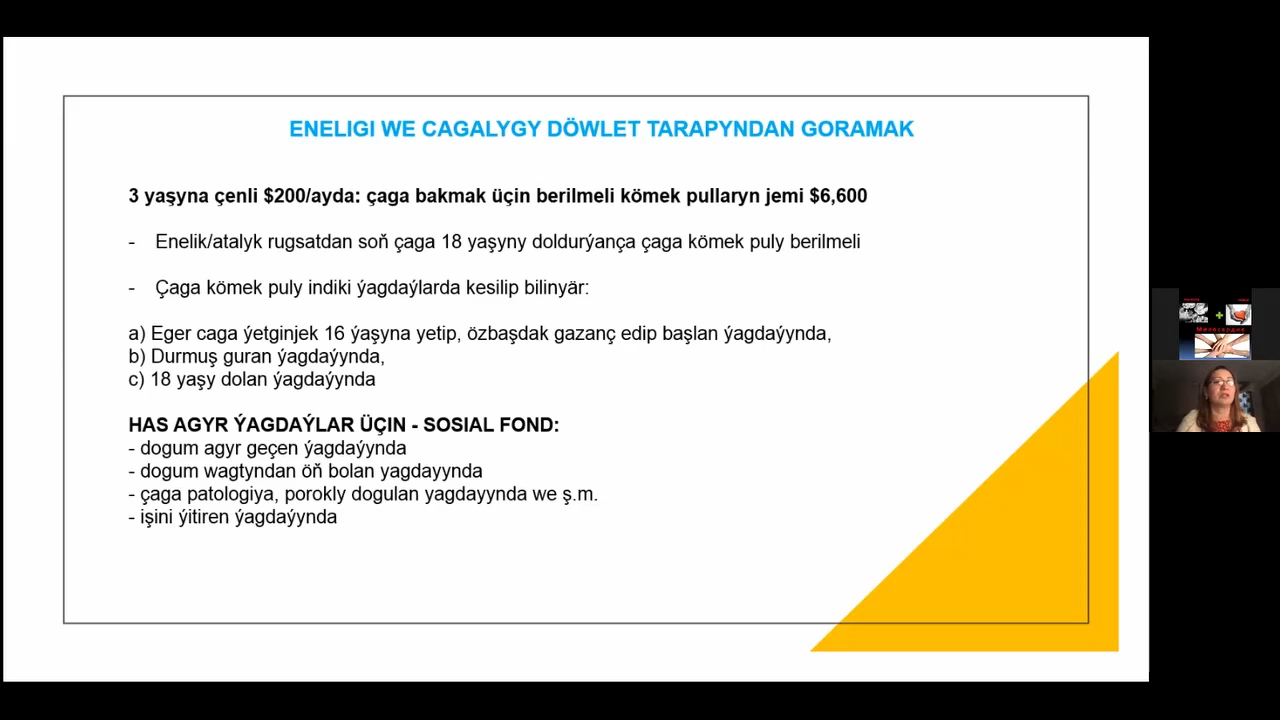 ENELIGI WE CAGALYGY DÖWLET TARAPYNDAN GORAMAK
3 yaşyna çenli $200/ayda: çaga bakmak üçin berilmeli kömek pullaryn jemi $6,600
- Enelik/atalyk rugsatdan soň çaga 18 yaşyny doldurýança çaga kömek puly berilmeli
- Çaga kömek puly indiki ýagdaýlarda kesilip bilinýär:
a) Eger caga ýetginjek 16 ýaşyna yetip, özbaşdak gazanç edip başlan ýagdaýynda,
b) Durmuş guran ýagdaýynda,
c) 18 yaşy dolan ýagdaýynda
HAS AGYR ÝAGDAÝLAR ÜÇIN - SOSIAL FOND:
- dogum agyr geçen ýagdaýynda
- dogum wagtyndan öň bolan yagdayynda
- çaga patologiya, porokly dogulan yagdayynda we ş.m.
- işini ýitiren ýagdaýynda
Милосердие